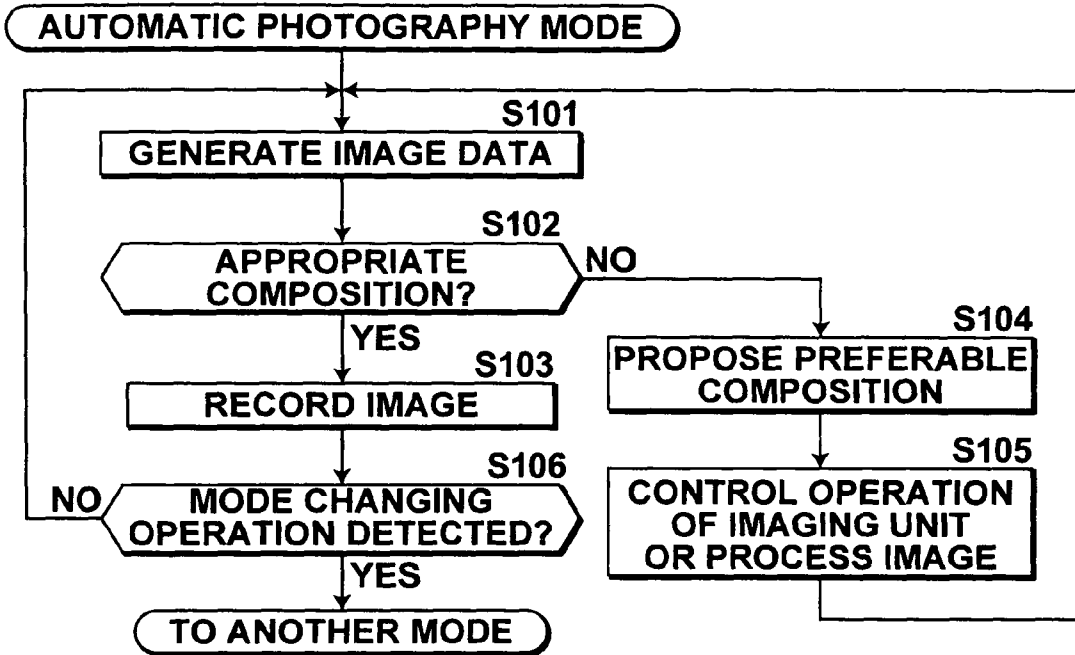 AUTOMATIC PHOTOGRAPHY MODE
S101
GENERATE IMAGE DATA
S102
APPROPRIATE
COMPOSITION?
NO
YES
S103
RECORD IMAGE
S104
PROPOSE PREFERABLE
COMPOSITION
S105
CONTROL OPERATION
OF IMAGING UNIT
OR PROCESS IMAGE
S106
MODE CHANGING
OPERATION DETECTED?
NO
YES
TO ANOTHER MODE